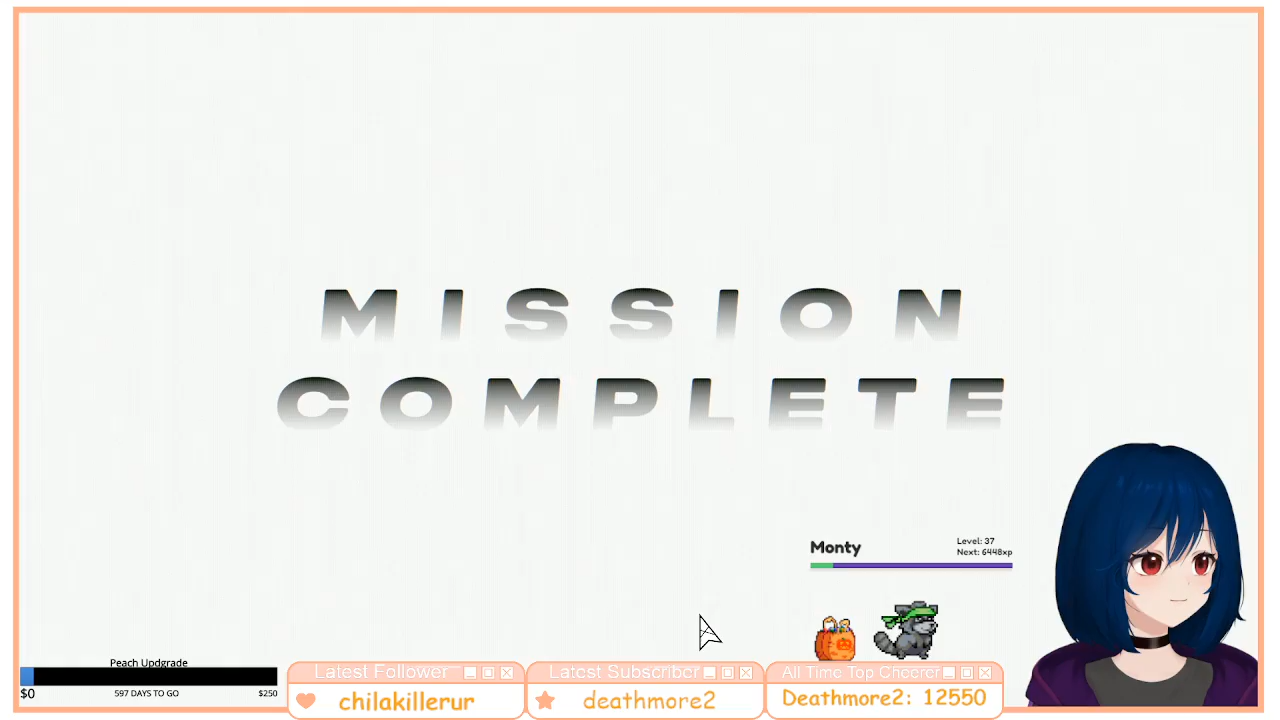 MISSION
COMPLETE
Monty
Level: 37
Next: 6448xp
Peach Updgrade
$0
597 DAYS TO GO
$250
Latest Follower
chilakillerur
Latest Subscriber
deathmore2
All Time Top Cheerer
Deathmore2: 12550